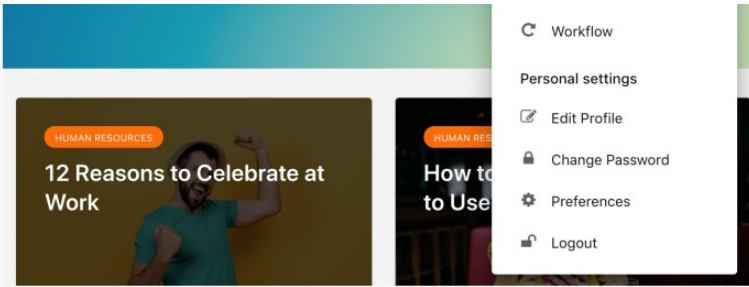 Workflow
Personal settings
Edit Profile
Change Password
Preferences
Logout
HUMAN RESOURCES
12 Reasons to Celebrate at
Work
HUMAN RES
How to
to Use